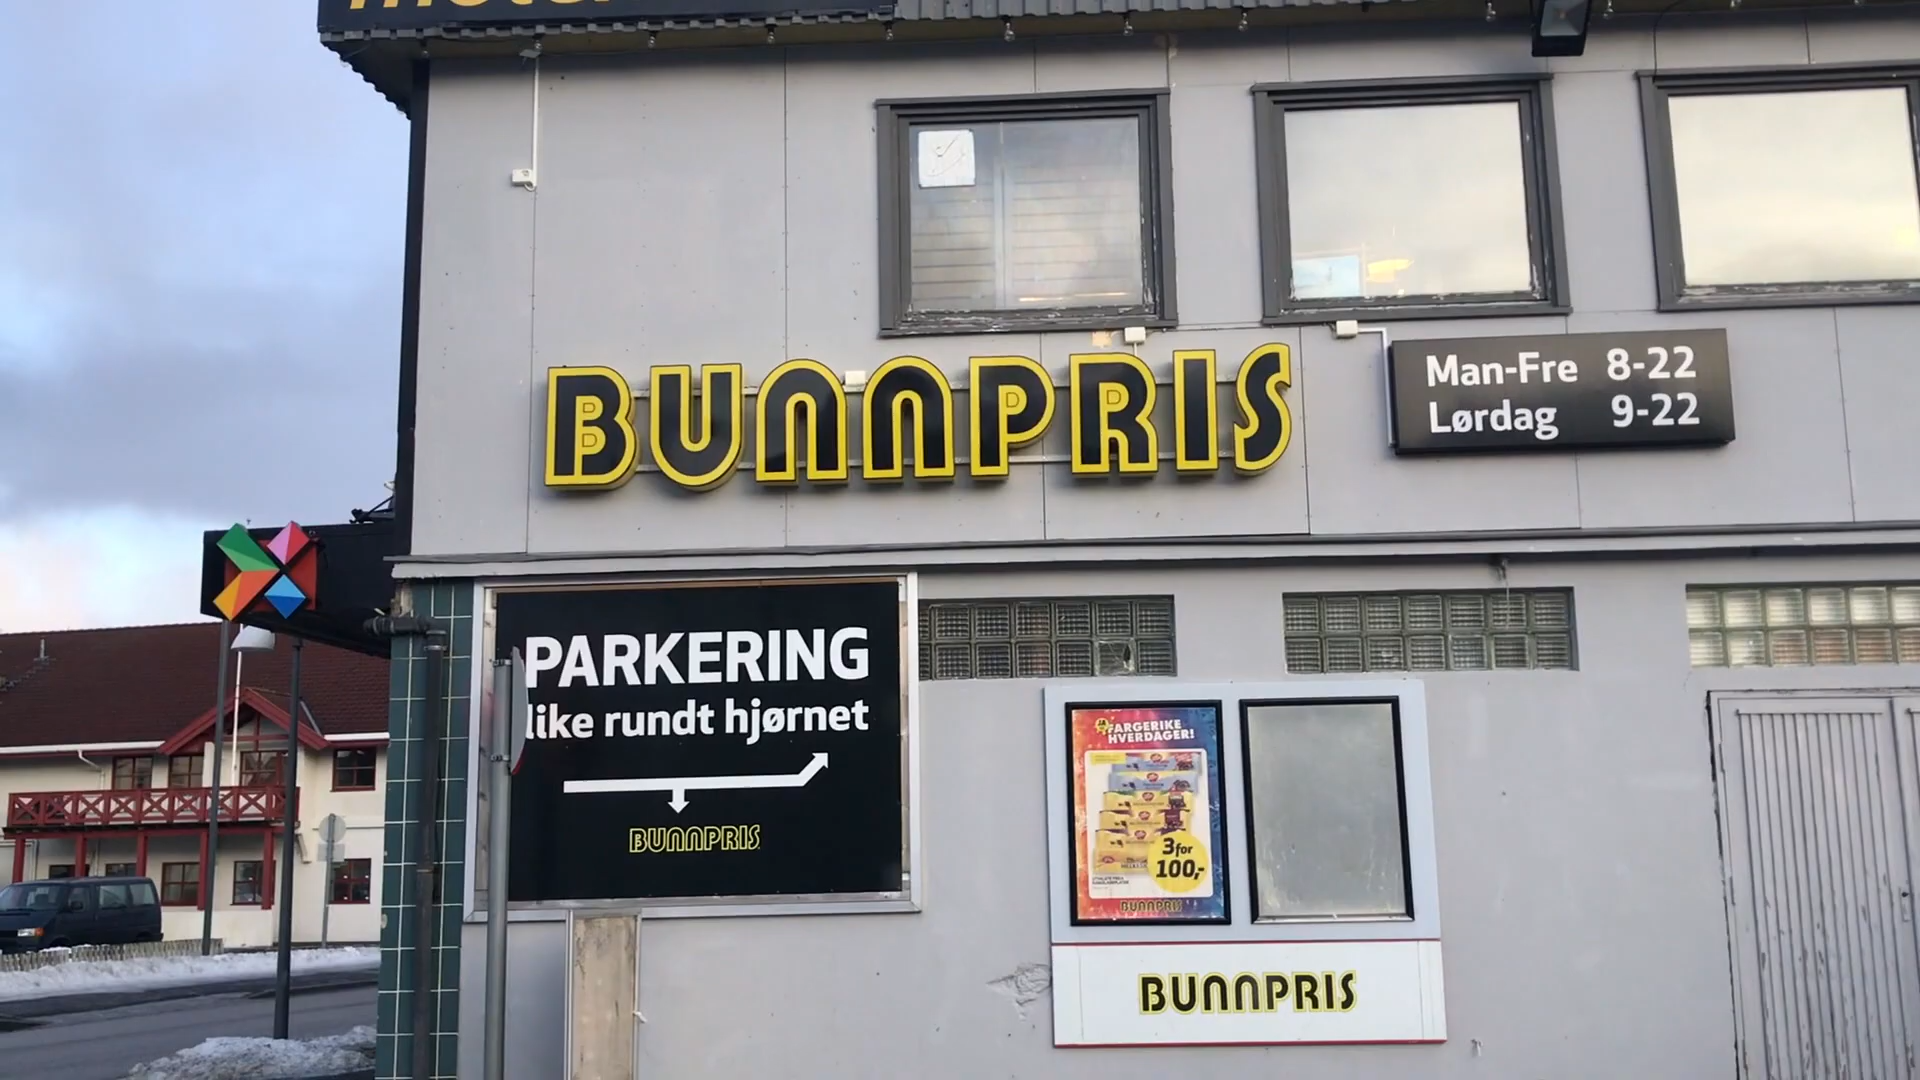 BUNNPRIS
Man-Fre 8-22
Lørdag 9-22
PARKERING
like rundt hjørnet
BUNNPRIS
FARGERIKE
HVERDAGER!
3 for
100,-
BUNNPRIS
BUNNPRIS